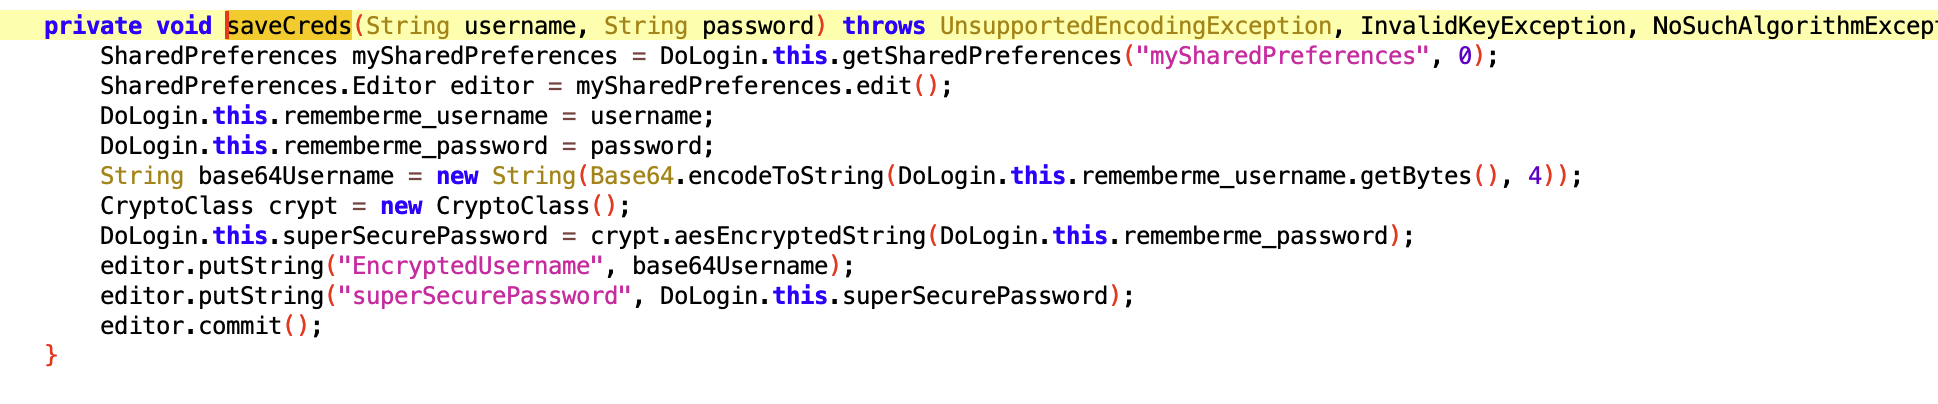 private void saveCreds(String username, String password) throws UnsupportedEncodingException, InvalidKeyException, NoSuchAlgorithmExcept
SharedPreferences mySharedPreferences = DoLogin.this.getSharedPreferences("mySharedPreferences", 0);
SharedPreferences.Editor editor = mySharedPreferences.edit();
DoLogin.this.rememberme_username = username;
DoLogin.this.rememberme_password = password;
String base64Username = new String(Base64.encodeToString(DoLogin.this.rememberme_username.getBytes(), 4));
CryptoClass crypt = new CryptoClass();
DoLogin.this.superSecurePassword = crypt.aesEncryptedString(DoLogin.this.rememberme_password);
editor.putString("EncryptedUsername", base64Username);
editor.putString("superSecurePassword", DoLogin.this.superSecurePassword);
editor.commit();
}